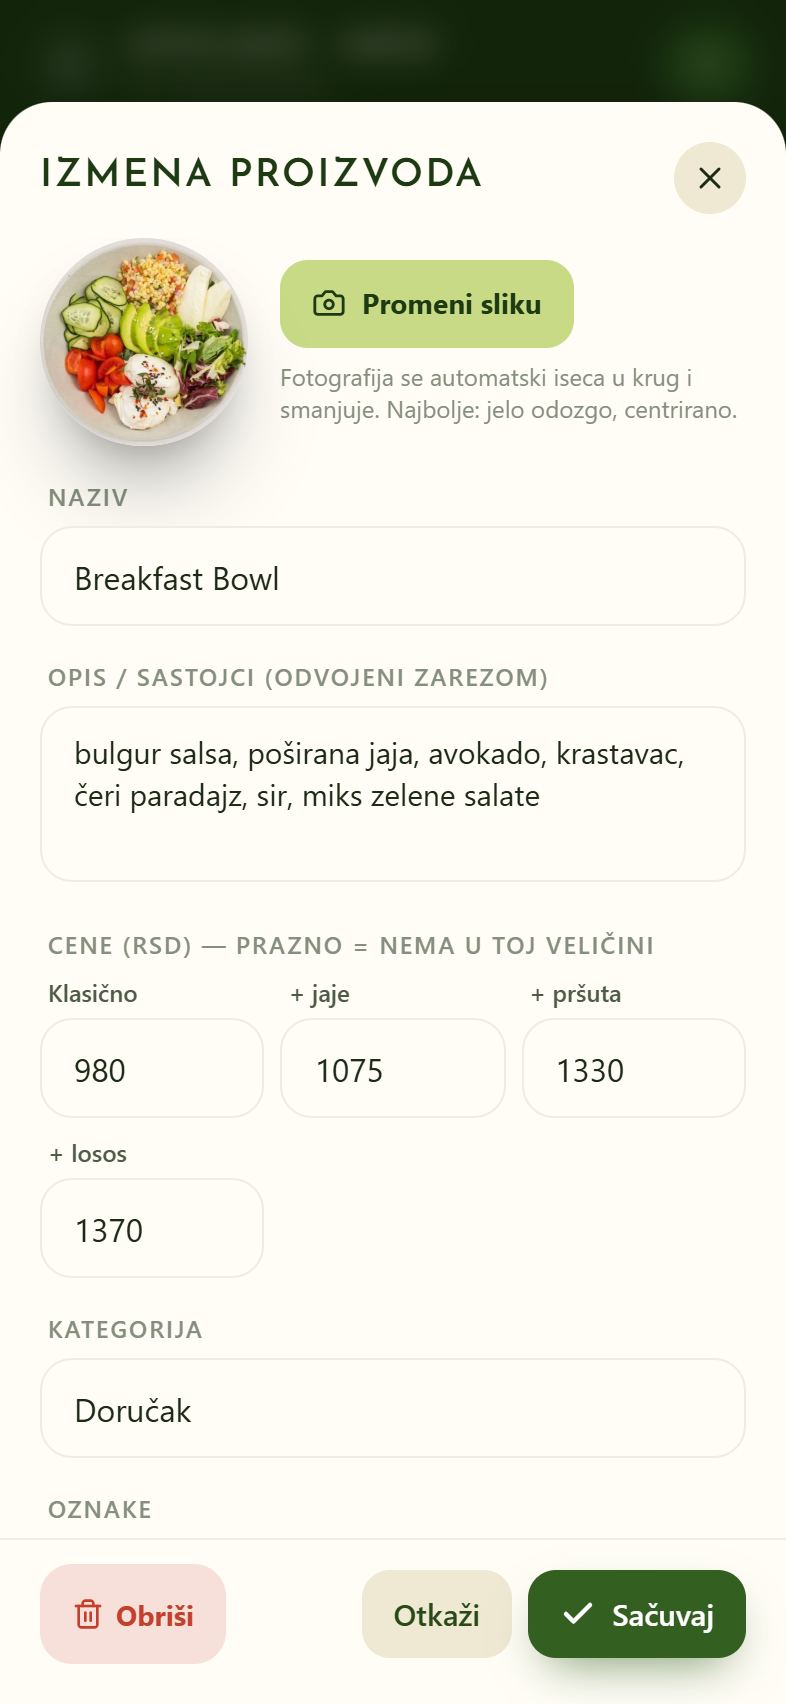 IZMENA PROIZVODA
Promeni sliku
Fotografija se automatski iseca u krug i
smanjuje. Najbolje: jelo odozgo, centrirano.
NAZIV
Breakfast Bowl
OPIS / SASTOJCI (ODVOJENI ZAREZOM)
bulgur salsa, poširana jaja, avokado, krastavac,
čeri paradajz, sir, miks zelene salate
CENE (RSD) — PRAZNO = NEMA U TOJ VELIČINI
Klasično + jaje + pršuta
980 1075 1330
+ losos
1370
KATEGORIJA
Doručak
OZNAKE
Obriši Otkaži Sačuvaj